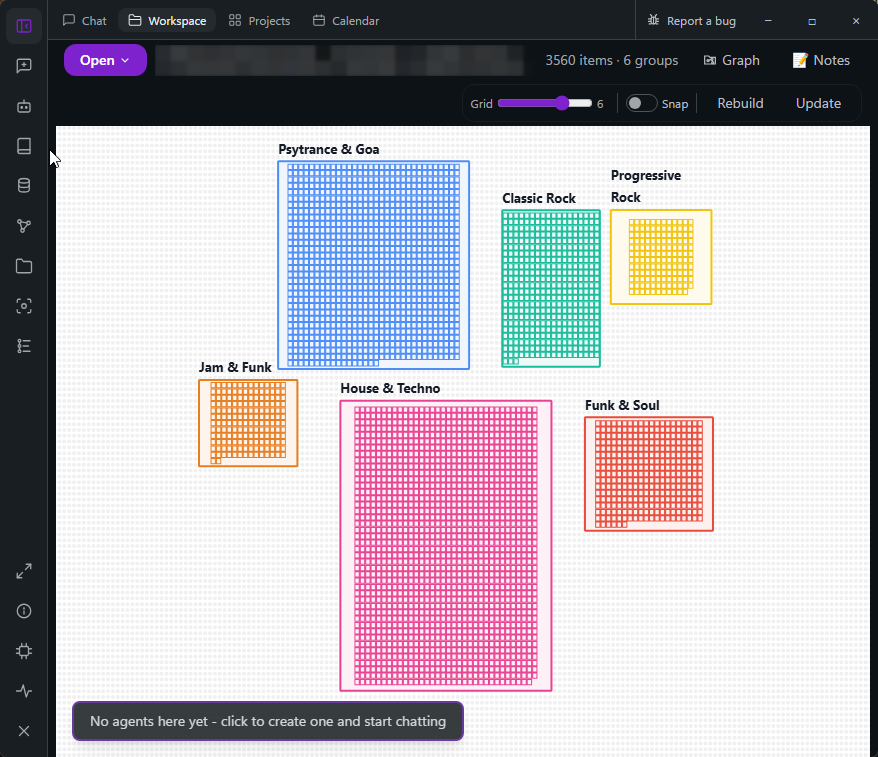 Chat
Workspace
Projects
Calendar
Report a bug
Open
3560 items · 6 groups
Graph
Notes
Grid
6
Snap
Rebuild
Update
Psytrance & Goa
Classic Rock
Progressive
Rock
Jam & Funk
House & Techno
Funk & Soul
No agents here yet - click to create one and start chatting